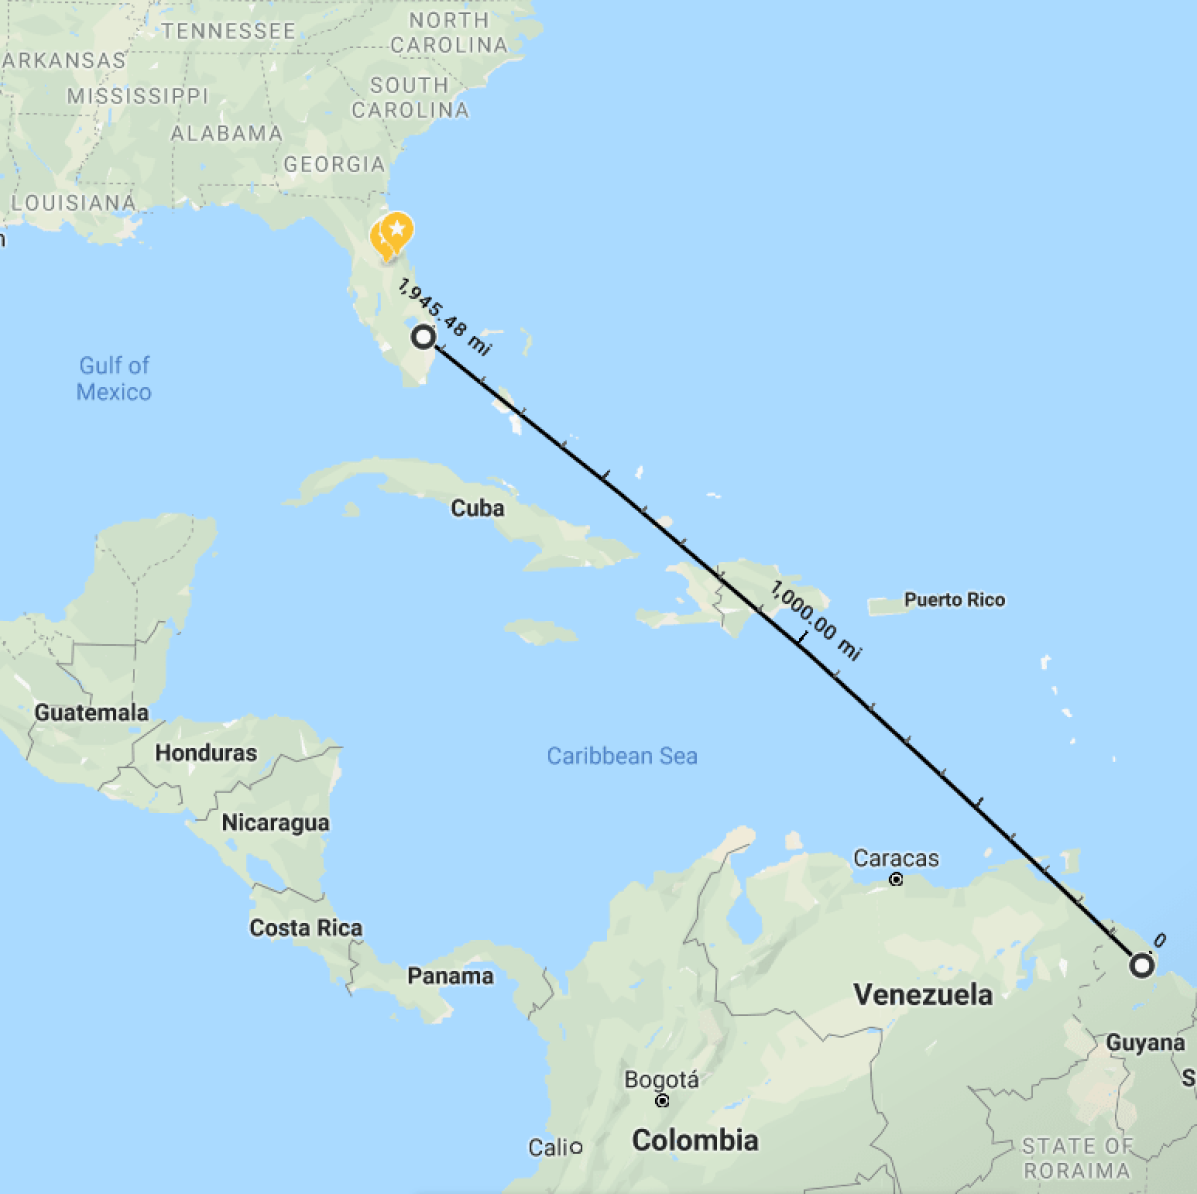 NORTH
CAROLINA
TENNESSEE
ARKANSAS
SOUTH
CAROLINA
MISSISSIPPI
ALABAMA
GEORGIA
LOUISIANA
1,945.48 mi
Gulf of
Mexico
Cuba
1,000.00 mi
Puerto Rico
Guatemala
Honduras
Caribbean Sea
Nicaragua
Caracas
Costa Rica
0
Panama
Venezuela
Guyana
Bogotá
S
Colombia
Cali
STATE OF
RORAIMA